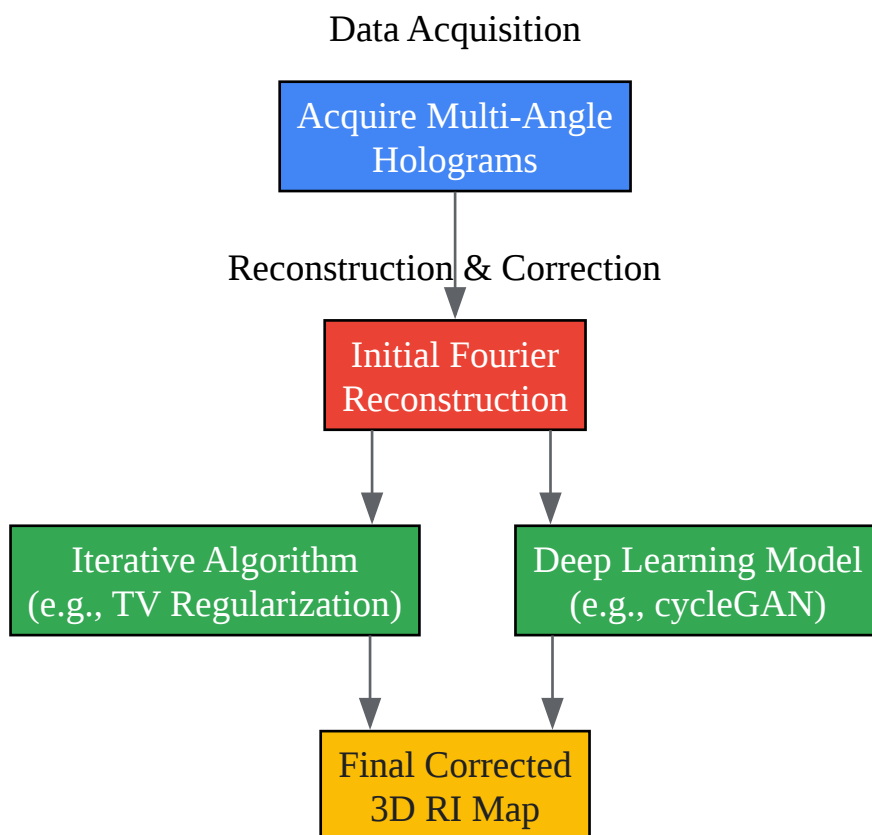 Data Acquisition
Acquire Multi-Angle
Holograms
Reconstruction & Correction
Initial Fourier
Reconstruction
Iterative Algorithm
(e.g., TV Regularization)
Deep Learning Model
(e.g., cycleGAN)
Final Corrected
3D RI Map